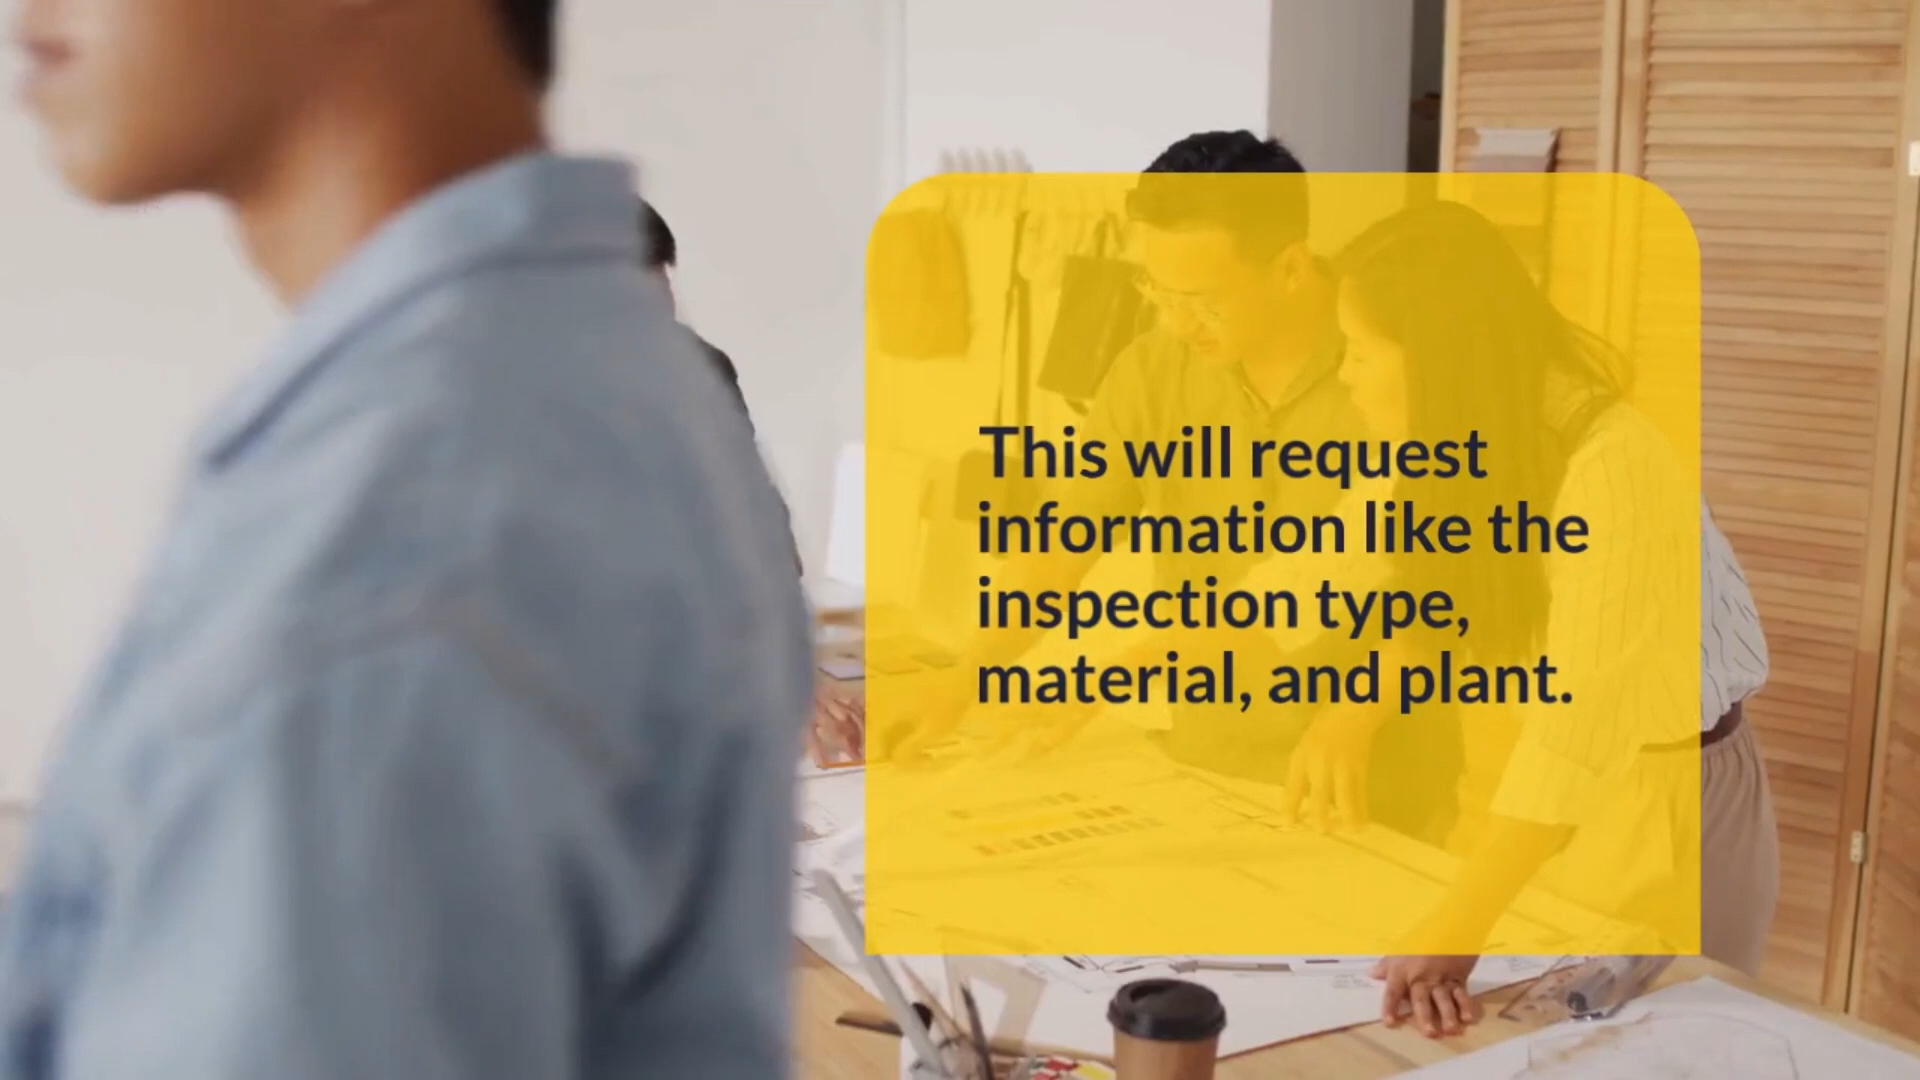 This will request
information like the
inspection type,
material, and plant.